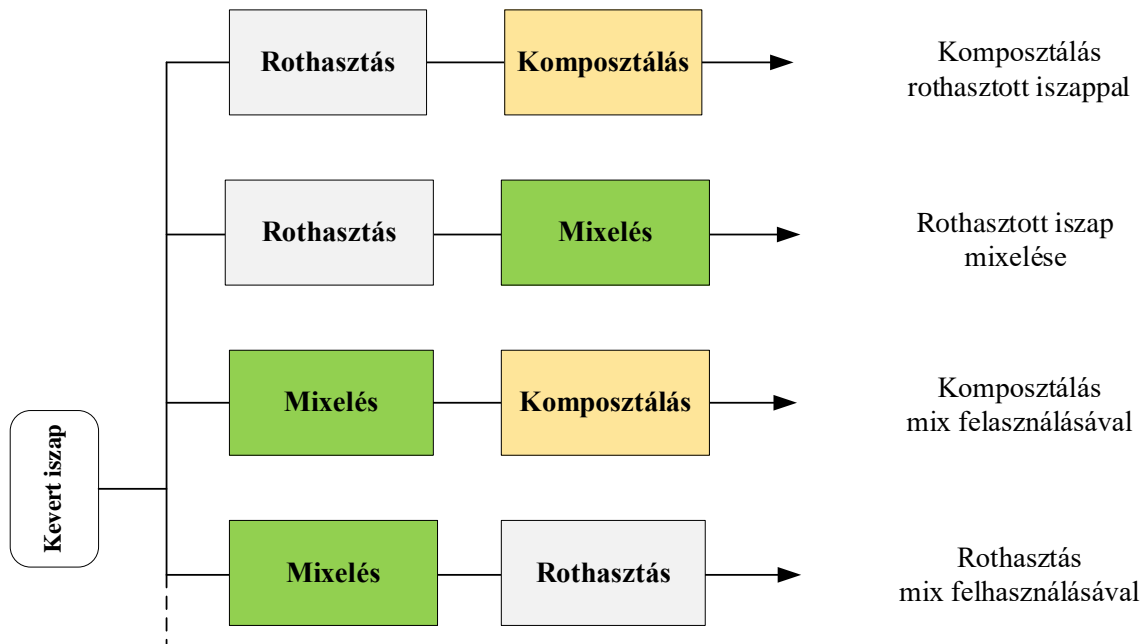 Rothasztás
Komposztálás
Komposztálás
rothasztott iszappal
Rothasztás
Mixelés
Rothasztott iszap
mixelése
Mixelés
Komposztálás
Komposztálás
mix felasználásával
Kevert iszap
Mixelés
Rothasztás
Rothasztás
mix felhasználásával